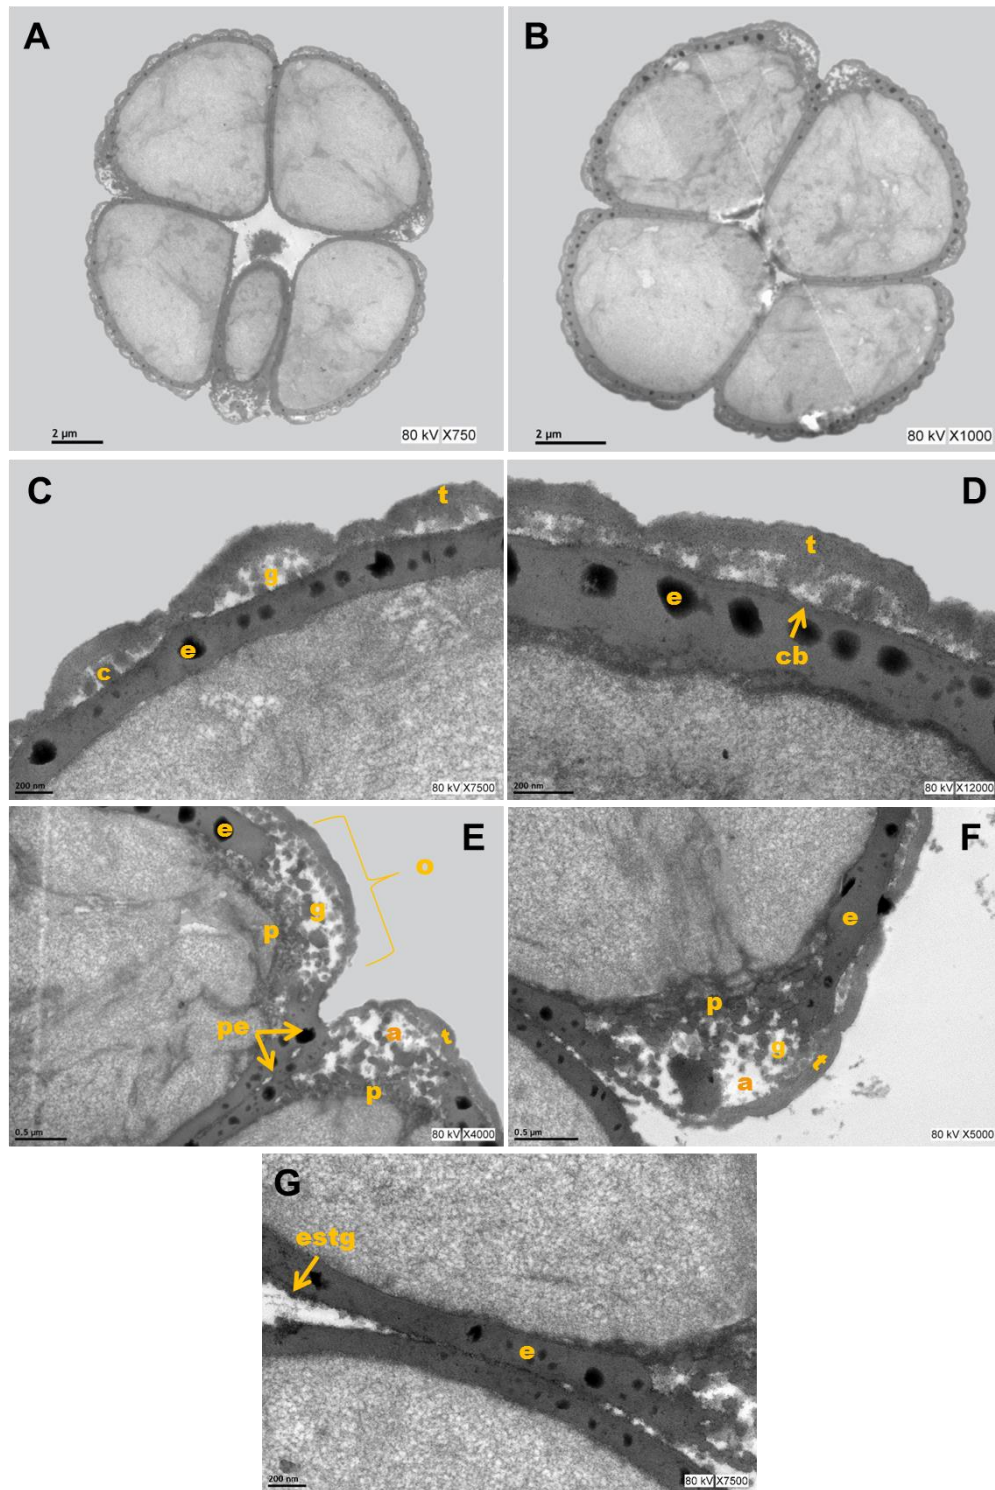 A
B
2 µm
80 kV X750
2 µm
80 kV X1000
C
t
g
c
e
200 nm
80 kV X7500
D
t
e
cb
200 nm
80 kV X12000
E
e
o
g
p
pe
a
t
p
0.5 µm
80 kV X4000
F
e
p
g
a
t
0.5 µm
80 kV X5000
G
estg
e
200 nm
80 kV X7500